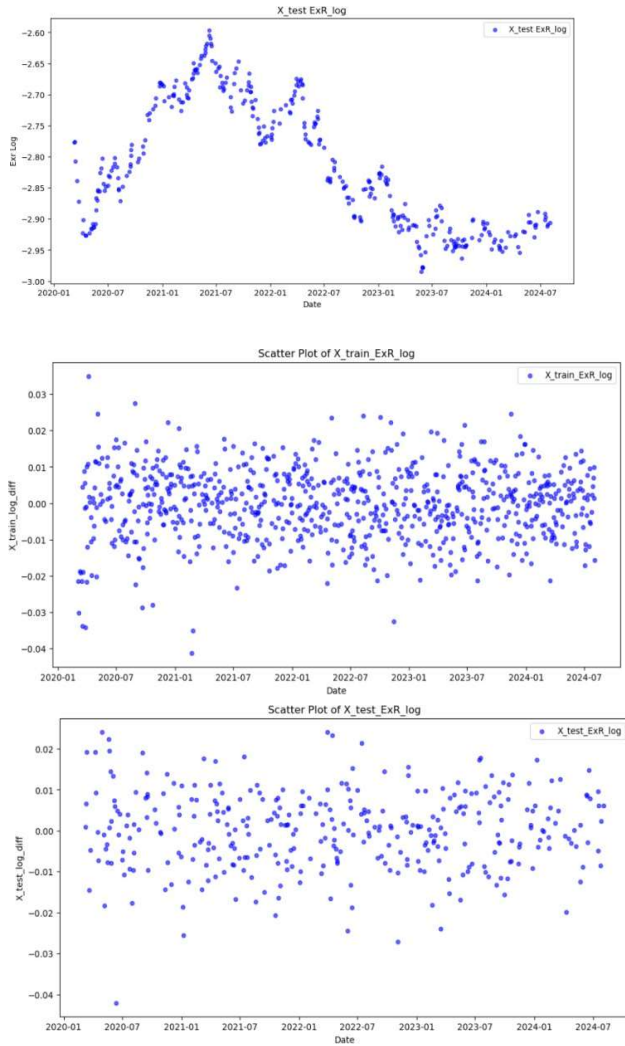 X_test ExR_log
X_test ExR_log
Exr Log
−2.60
−2.65
−2.70
−2.75
−2.80
−2.85
−2.90
−2.95
−3.00
2020-01 2020-07 2021-01 2021-07 2022-01 2022-07 2023-01 2023-07 2024-01 2024-07
Date
Scatter Plot of X_train_ExR_log
X_train_ExR_log
X_train_log_diff
0.03
0.02
0.01
0.00
−0.01
−0.02
−0.03
−0.04
2020-01 2020-07 2021-01 2021-07 2022-01 2022-07 2023-01 2023-07 2024-01 2024-07
Date
Scatter Plot of X_test_ExR_log
X_test_ExR_log
X_test_log_diff
0.02
0.01
0.00
−0.01
−0.02
−0.03
−0.04
2020-01 2020-07 2021-01 2021-07 2022-01 2022-07 2023-01 2023-07 2024-01 2024-07
Date